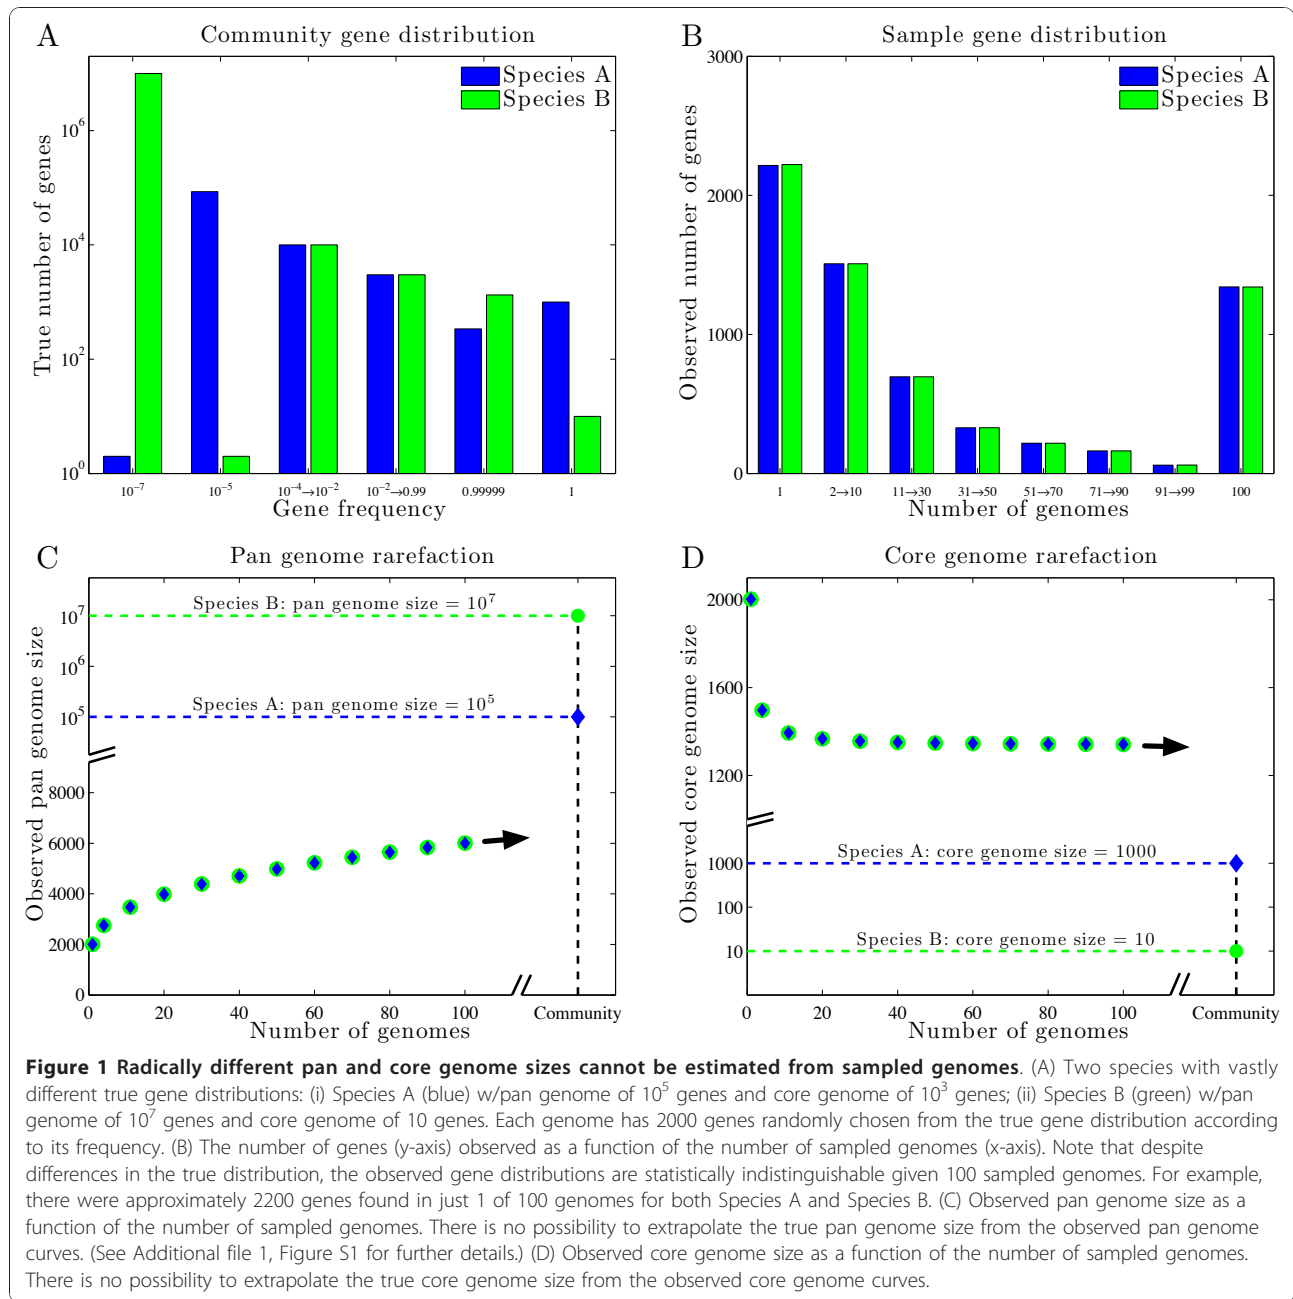 A
Community gene distribution
Species A
Species B
True number of genes
10^6
10^4
10^2
10^0
10^-7
10^-5
10^-4→10^-2
10^-2→0.99
0.99999
1
Gene frequency
B
Sample gene distribution
Species A
Species B
Observed number of genes
3000
2000
1000
0
1
2→10
11→30
31→50
51→70
71→90
91→99
100
Number of genomes
C
Pan genome rarefaction
Species B: pan genome size = 10^7
Species A: pan genome size = 10^5
Observed pan genome size
10^7
10^6
10^5
8000
6000
4000
2000
0
0
20
40
60
80
100
Community
Number of genomes
D
Core genome rarefaction
Observed core genome size
2000
1600
1200
1000
100
10
Species A: core genome size = 1000
Species B: core genome size = 10
0
20
40
60
80
100
Community
Number of genomes
Figure 1 Radically different pan and core genome sizes cannot be estimated from sampled genomes. (A) Two species with vastly
different true gene distributions: (i) Species A (blue) w/pan genome of 10^5 genes and core genome of 10^3 genes; (ii) Species B (green) w/pan
genome of 10^7 genes and core genome of 10 genes. Each genome has 2000 genes randomly chosen from the true gene distribution according
to its frequency. (B) The number of genes (y-axis) observed as a function of the number of sampled genomes (x-axis). Note that despite
differences in the true distribution, the observed gene distributions are statistically indistinguishable given 100 sampled genomes. For example,
there were approximately 2200 genes found in just 1 of 100 genomes for both Species A and Species B. (C) Observed pan genome size as a
function of the number of sampled genomes. There is no possibility to extrapolate the true pan genome size from the observed pan genome
curves. (See Additional file 1, Figure S1 for further details.) (D) Observed core genome size as a function of the number of sampled genomes.
There is no possibility to extrapolate the true core genome size from the observed core genome curves.